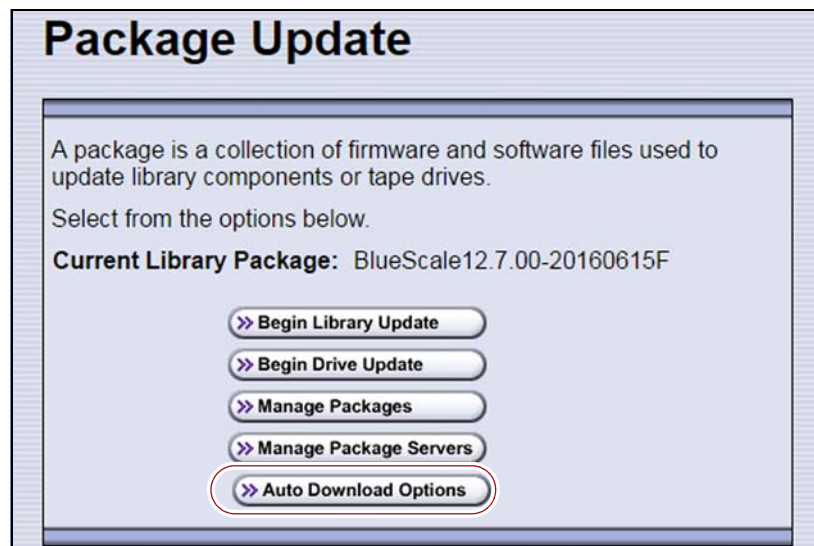 Package Update
A package is a collection of firmware and software files used to
update library components or tape drives.
Select from the options below.
Current Library Package: BlueScale12.7.00-20160615F
Begin Library Update
Begin Drive Update
Manage Packages
Manage Package Servers
Auto Download Options